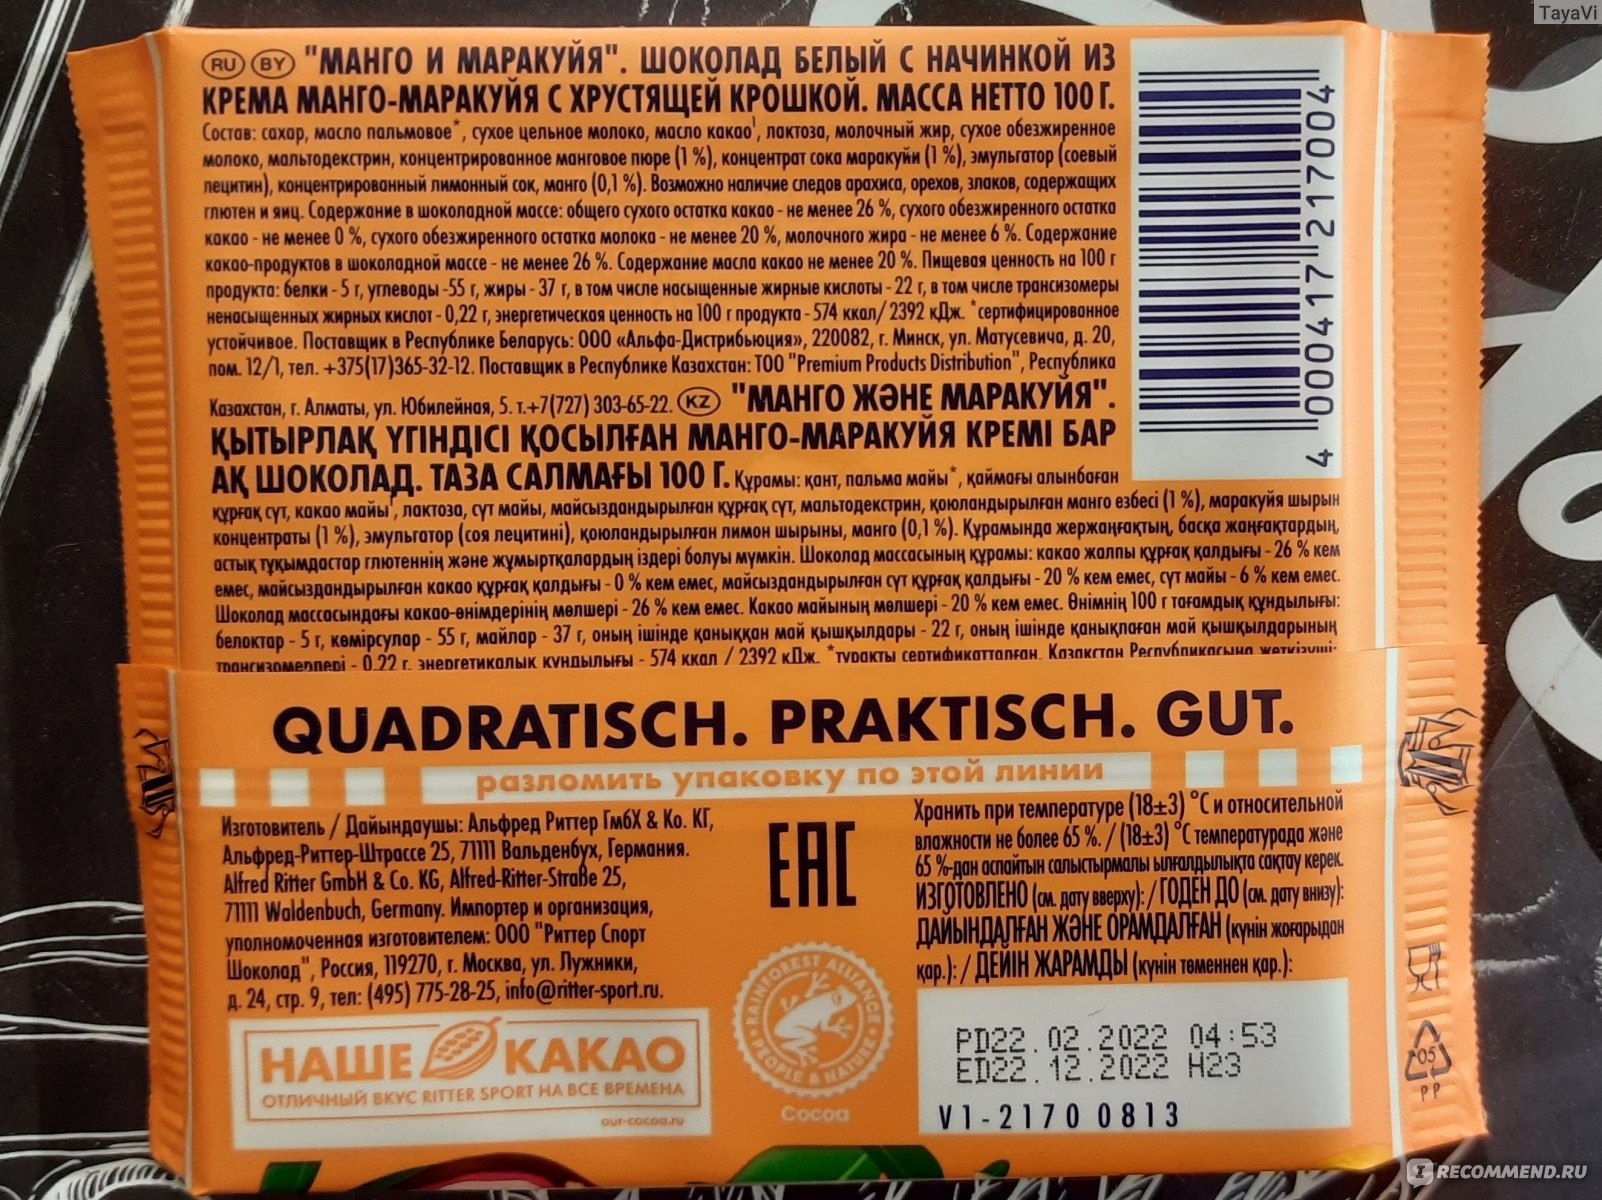 TayaVi
RU BY "МАНГО И МАРАКУЙЯ". ШОКОЛАД БЕЛЫЙ С НАЧИНКОЙ ИЗ
КРЕМА МАНГО-МАРАКУЙЯ С ХРУСТЯЩЕЙ КРОШКОЙ. МАССА НЕТТО 100 Г.
Состав: сахар, масло пальмовое*, сухое цельное молоко, масло какао¹, лактоза, молочный жир, сухое обезжиренное
молоко, мальтодекстрин, концентрированное манговое пюре (1 %), концентрат сока маракуйи (1 %), эмульгатор (соевый
лецитин), концентрированный лимонный сок, манго (0,1 %). Возможно наличие следов арахиса, орехов, злаков, содержащих
глютен и яиц. Содержание в шоколадной массе: общего сухого остатка какао - не менее 26 %, сухого обезжиренного остатка
какао - не менее 0 %, сухого обезжиренного остатка молока - не менее 20 %, молочного жира - не менее 6 %. Содержание
какао-продуктов в шоколадной массе - не менее 26 %. Содержание масла какао не менее 20 %. Пищевая ценность на 100 г
продукта: белки - 5 г, углеводы -55 г, жиры - 37 г, в том числе насыщенные жирные кислоты - 22 г, в том числе трансизомеры
ненасыщенных жирных кислот - 0,22 г, энергетическая ценность на 100 г продукта - 574 ккал/ 2392 кДж. *сертифицированное
устойчивое. Поставщик в Республике Беларусь: ООО «Альфа-Дистрибьюция», 220082, г. Минск, ул. Матусевича, д. 20,
пом. 12/1, тел. +375(17)365-32-12. Поставщик в Республике Казахстан: ТОО "Premium Products Distribution", Республика
Казахстан, г. Алматы, ул. Юбилейная, 5. т.+7(727) 303-65-22. KZ "МАНГО ЖӘНЕ МАРАКУЙЯ".
ҚЫТЫРЛАҚ ҮГІНДІСІ ҚОСЫЛҒАН МАНГО-МАРАКУЙЯ КРЕМІ БАР
АҚ ШОКОЛАД. ТАЗА САЛМАҒЫ 100 Г. Құрамы: қант, пальма майы*, қаймағы алынбаған
құрғақ сүт, какао майы¹, лактоза, сүт майы, майсыздандырылған құрғақ сүт, мальтодекстрин, қоюландырылған манго езбесі (1 %), маракуйя шырын
концентраты (1 %), эмульгатор (соя лецитині), қоюландырылған лимон шырыны, манго (0,1 %). Құрамында жержаңғақтың, басқа жаңғақтардың,
астық тұқымдастар глютеннің және жұмыртқалардың іздері болуы мүмкін. Шоколад массасының құрамы: какао жалпы құрғақ қалдығы - 26 % кем
емес, майсыздандырылған какао құрғақ қалдығы - 0 % кем емес, майсыздандырылған сүт құрғақ қалдығы - 20 % кем емес, сүт майы - 6 % кем емес.
Шоколад массасындағы какао-өнімдерінің мөлшері - 26 % кем емес. Какао майының мөлшері - 20 % кем емес. Өнімнің 100 г тағамдық құндылығы:
белоктар - 5 г, көмірсулар - 55 г, майлар - 37 г, оның ішінде қаныққан май қышқылдары - 22 г, оның ішінде қанықпаған май қышқылдарының
трансизомерлері - 0,22 г, энергетикалық құндылығы - 574 ккал / 2392 кДж. *тұрақты сертификатталған. Қазақстан Республикасына жеткізуші:
4 000417 217004
QUADRATISCH. PRAKTISCH. GUT.
разломить упаковку по этой линии
Изготовитель / Дайындаушы: Альфред Риттер ГмбХ & Ко. КГ,
Альфред-Риттер-Штрассе 25, 71111 Вальденбух, Германия.
Alfred Ritter GmbH & Co. KG, Alfred-Ritter-Straße 25,
71111 Waldenbuch, Germany. Импортер и организация,
уполномоченная изготовителем: ООО "Риттер Спорт
Шоколад", Россия, 119270, г. Москва, ул. Лужники,
д. 24, стр. 9, тел: (495) 775-28-25, info@ritter-sport.ru.
НАШЕ КАКАО
ОТЛИЧНЫЙ ВКУС RITTER SPORT НА ВСЕ ВРЕМЕНА
our-cocoa.ru
EAC
RAINFOREST ALLIANCE
PEOPLE & NATURE
Cocoa
Хранить при температуре (18±3) °C и относительной
влажности не более 65 %. / (18±3) °C температурада және
65 %-дан аспайтын салыстырмалы ылғалдылықта сақтау керек.
ИЗГОТОВЛЕНО (см. дату вверху): / ГОДЕН ДО (см. дату внизу):
ДАЙЫНДАЛҒАН ЖӘНЕ ОРАМДАЛҒАН (күнін жоғарыдан
қар.): / ДЕЙІН ЖАРАМДЫ (күнін төменнен қар.):
PD22.02.2022 04:53
ED22.12.2022 H23
V1-2170 0813
05
PP
IRECOMMEND.RU